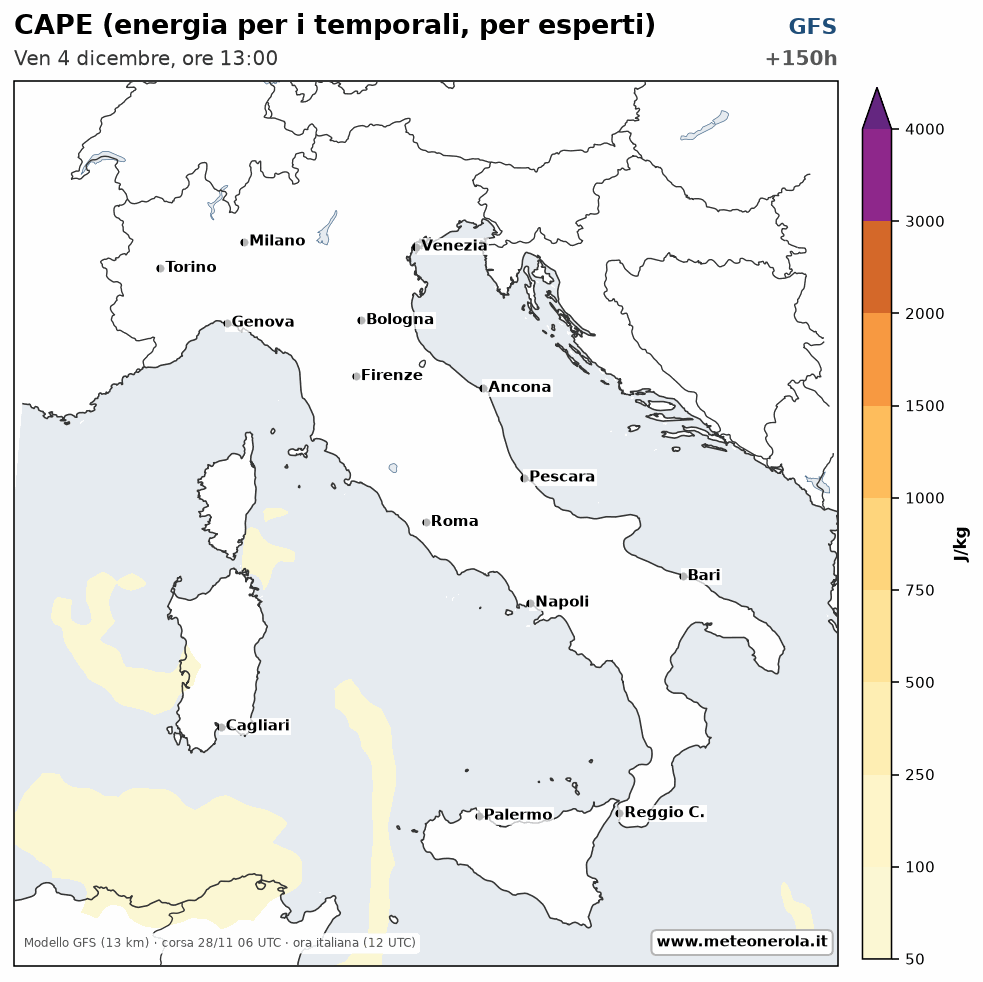 CAPE (energia per i temporali, per esperti)
GFS
Ven 4 dicembre, ore 13:00
+150h
4000
3000
2000
1500
1000
750
500
250
100
50
J/kg
Milano
Venezia
Torino
Genova
Bologna
Firenze
Ancona
Pescara
Roma
Bari
Napoli
Cagliari
Palermo
Reggio C.
Modello GFS (13 km) · corsa 28/11 06 UTC · ora italiana (12 UTC)
www.meteonerola.it